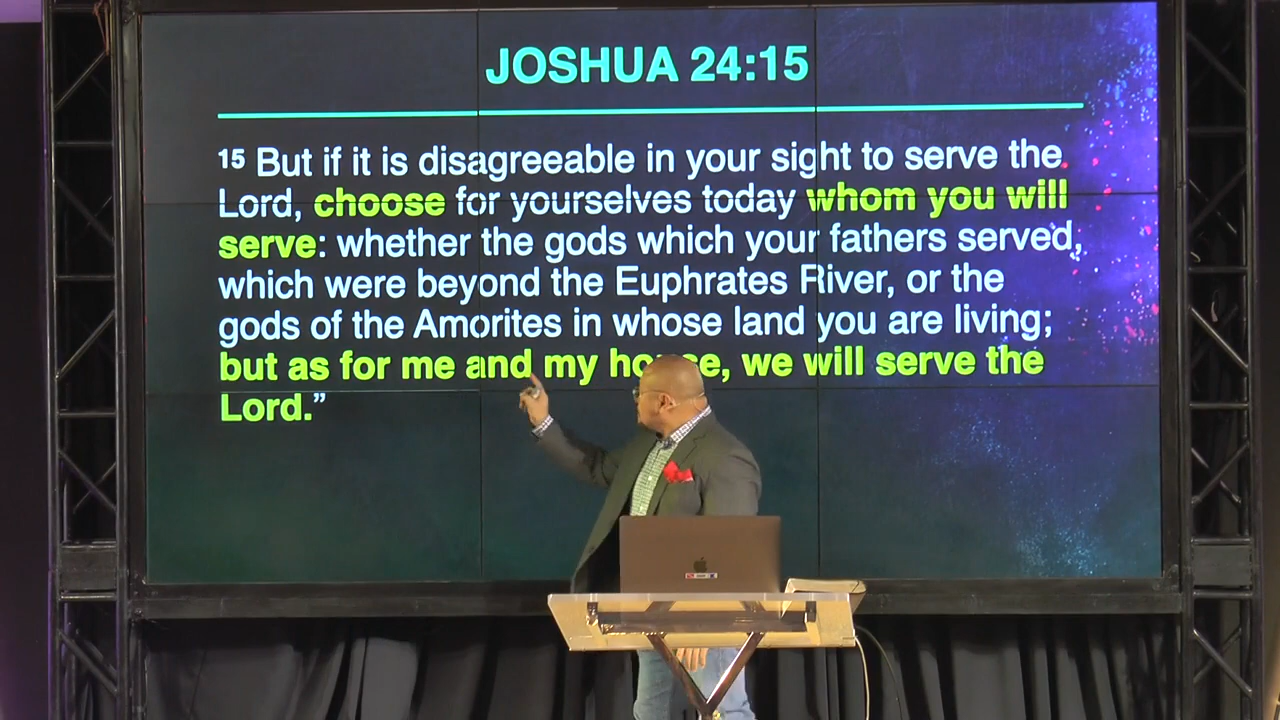 JOSHUA 24:15
15 But if it is disagreeable in your sight to serve the
Lord, choose for yourselves today whom you will
serve: whether the gods which your fathers served,
which were beyond the Euphrates River, or the
gods of the Amorites in whose land you are living;
but as for me and my house, we will serve the
Lord.”